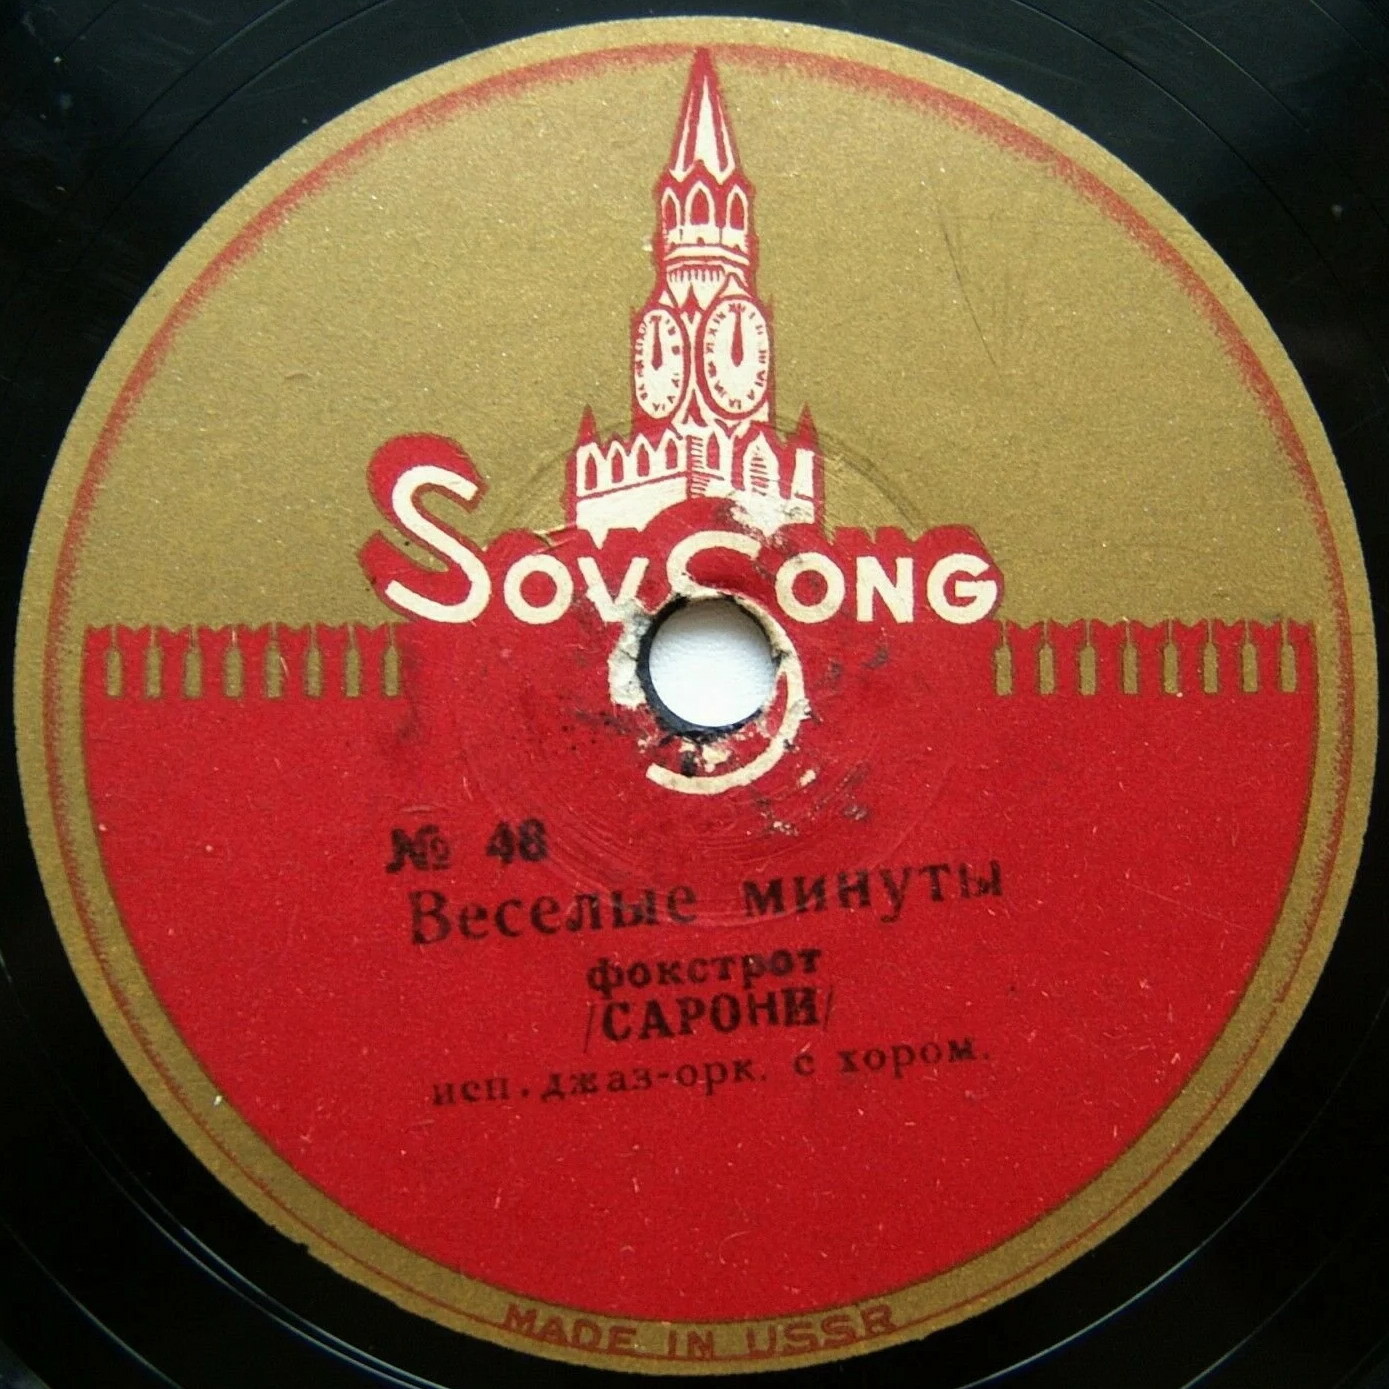 SovSong
№ 48
Веселые минуты
фокстрот
/САРОНИ/
исп. джаз-орк. с хором.
MADE IN USSR